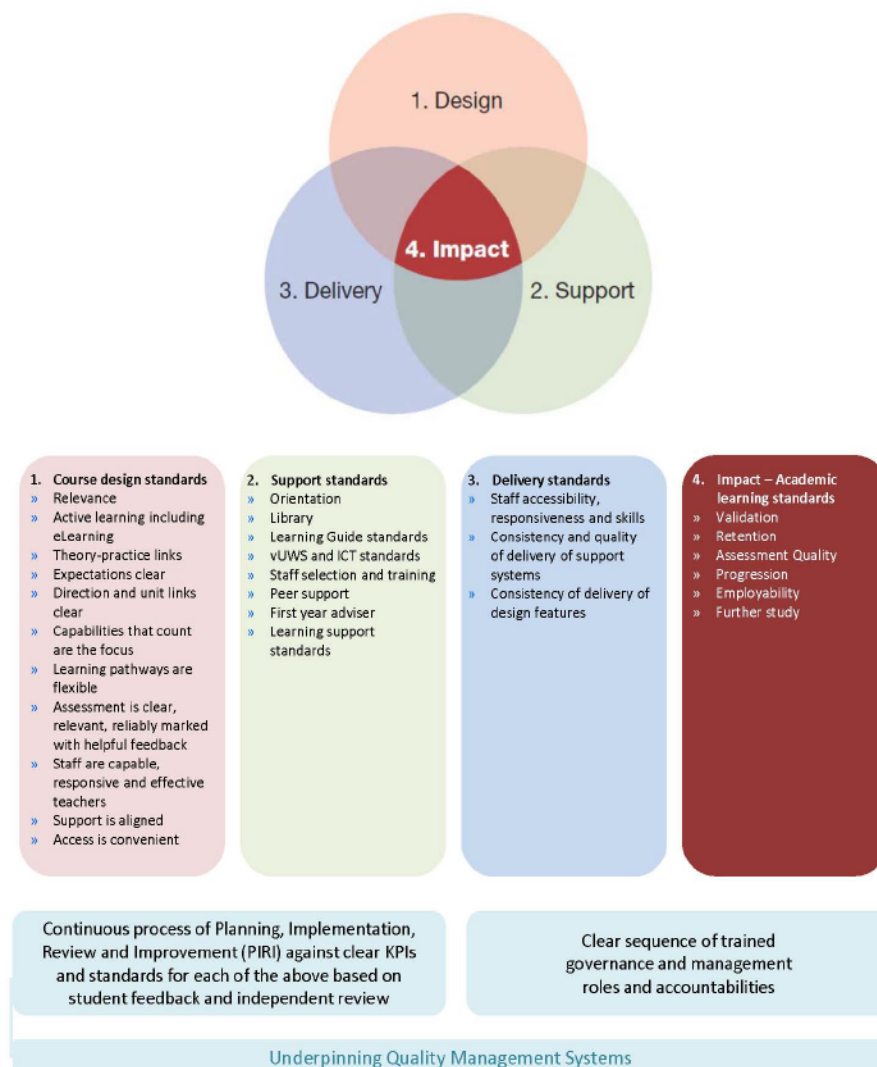 1. Design
4. Impact
3. Delivery
2. Support
1. Course design standards
» Relevance
» Active learning including
eLearning
» Theory-practice links
» Expectations clear
» Direction and unit links
clear
» Capabilities that count
are the focus
» Learning pathways are
flexible
» Assessment is clear,
relevant, reliably marked
with helpful feedback
» Staff are capable,
responsive and effective
teachers
» Support is aligned
» Access is convenient
2. Support standards
» Orientation
» Library
» Learning Guide standards
» vUWS and ICT standards
» Staff selection and training
» Peer support
» First year adviser
» Learning support
standards
3. Delivery standards
» Staff accessibility,
responsiveness and skills
» Consistency and quality
of delivery of support
systems
» Consistency of delivery of
design features
4. Impact – Academic
learning standards
» Validation
» Retention
» Assessment Quality
» Progression
» Employability
» Further study
Continuous process of Planning, Implementation,
Review and Improvement (PIRI) against clear KPIs
and standards for each of the above based on
student feedback and independent review
Clear sequence of trained
governance and management
roles and accountabilities
Underpinning Quality Management Systems